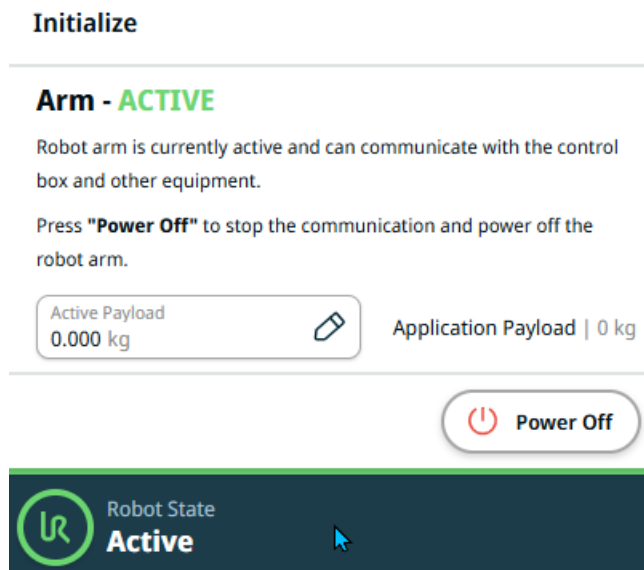 Initialize
Arm - ACTIVE
Robot arm is currently active and can communicate with the control
box and other equipment.
Press "Power Off" to stop the communication and power off the
robot arm.
Active Payload
0.000 kg
Application Payload | 0 kg
Power Off
Robot State
Active